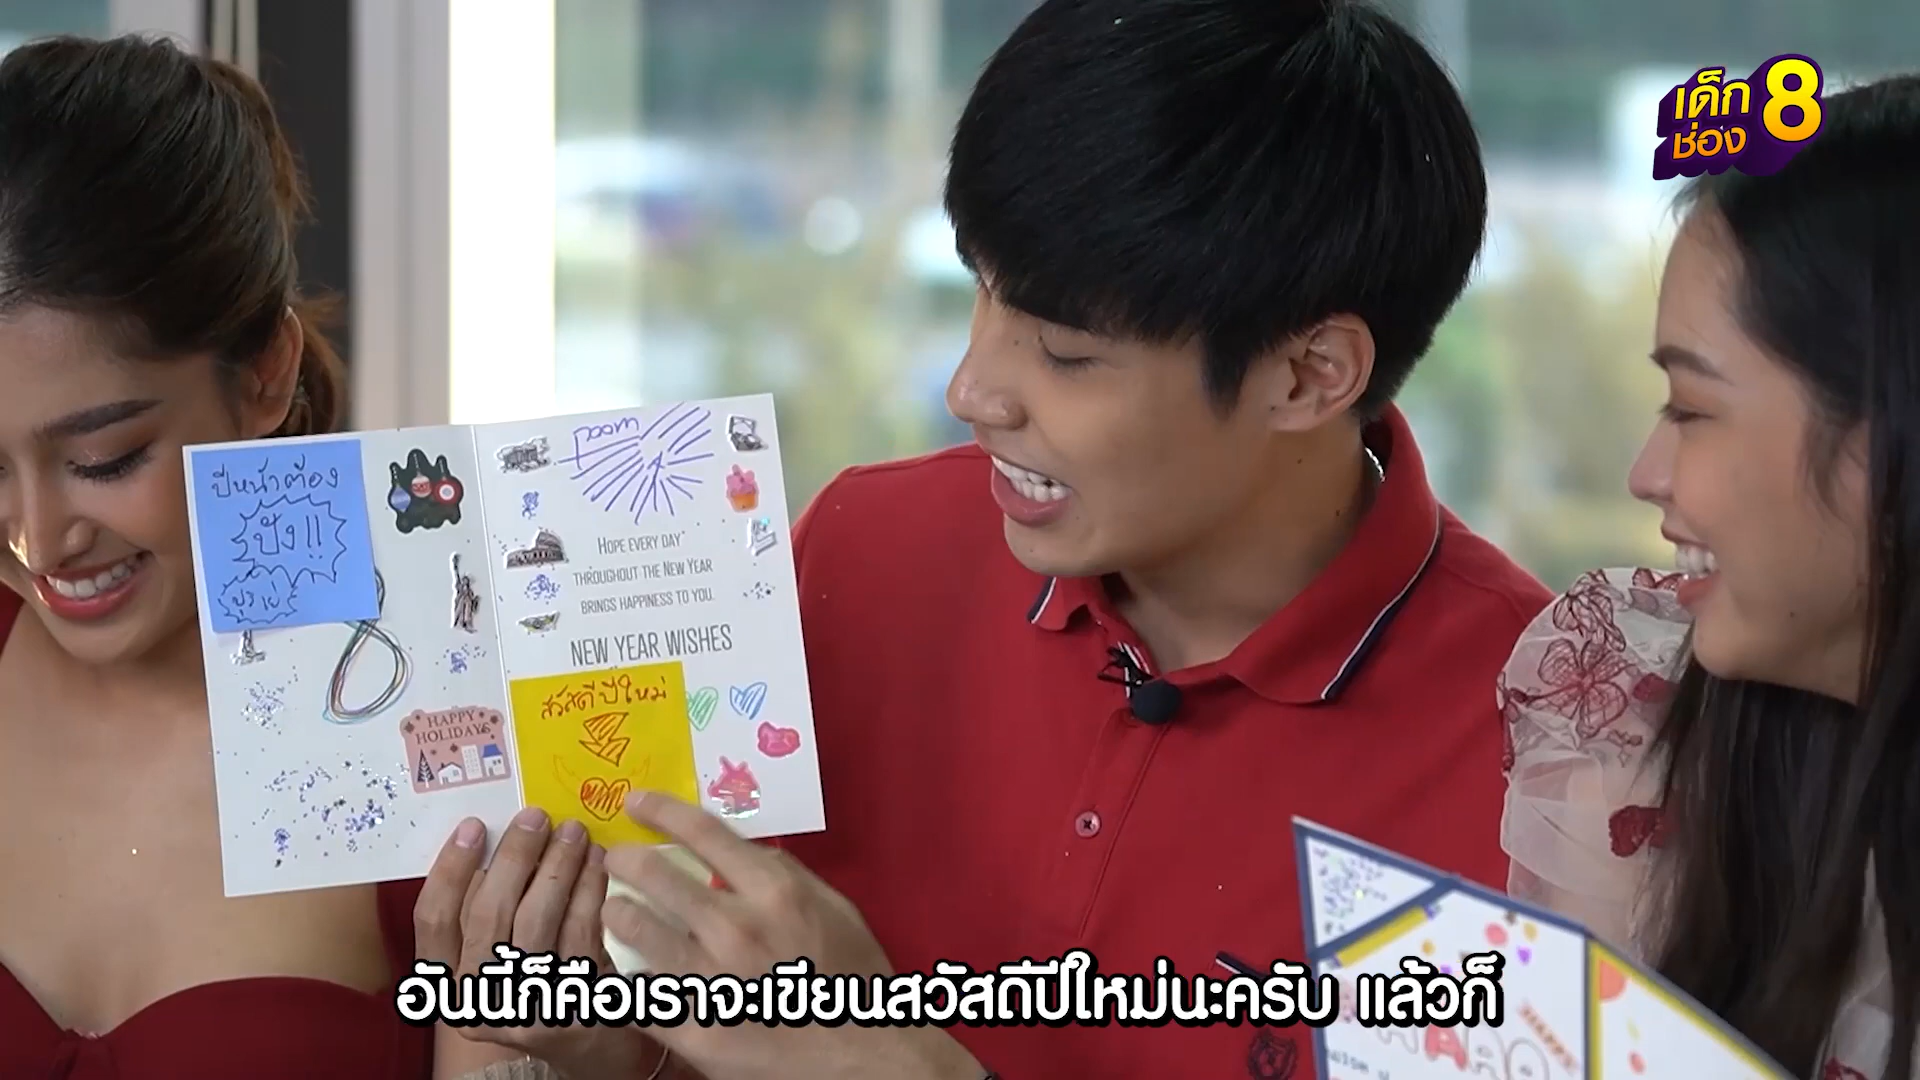 เด็ก
ช่อง 8
ปีหน้าต้อง
ปัง!!
poom
HOPE EVERY DAY
THROUGHOUT THE NEW YEAR
BRINGS HAPPINESS TO YOU.
NEW YEAR WISHES
HAPPY
HOLIDAYS
สวัสดีปีใหม่
HAPPY
อันนี้ก็คือเราจะเขียนสวัสดีปีใหม่นะครับ แล้วก็